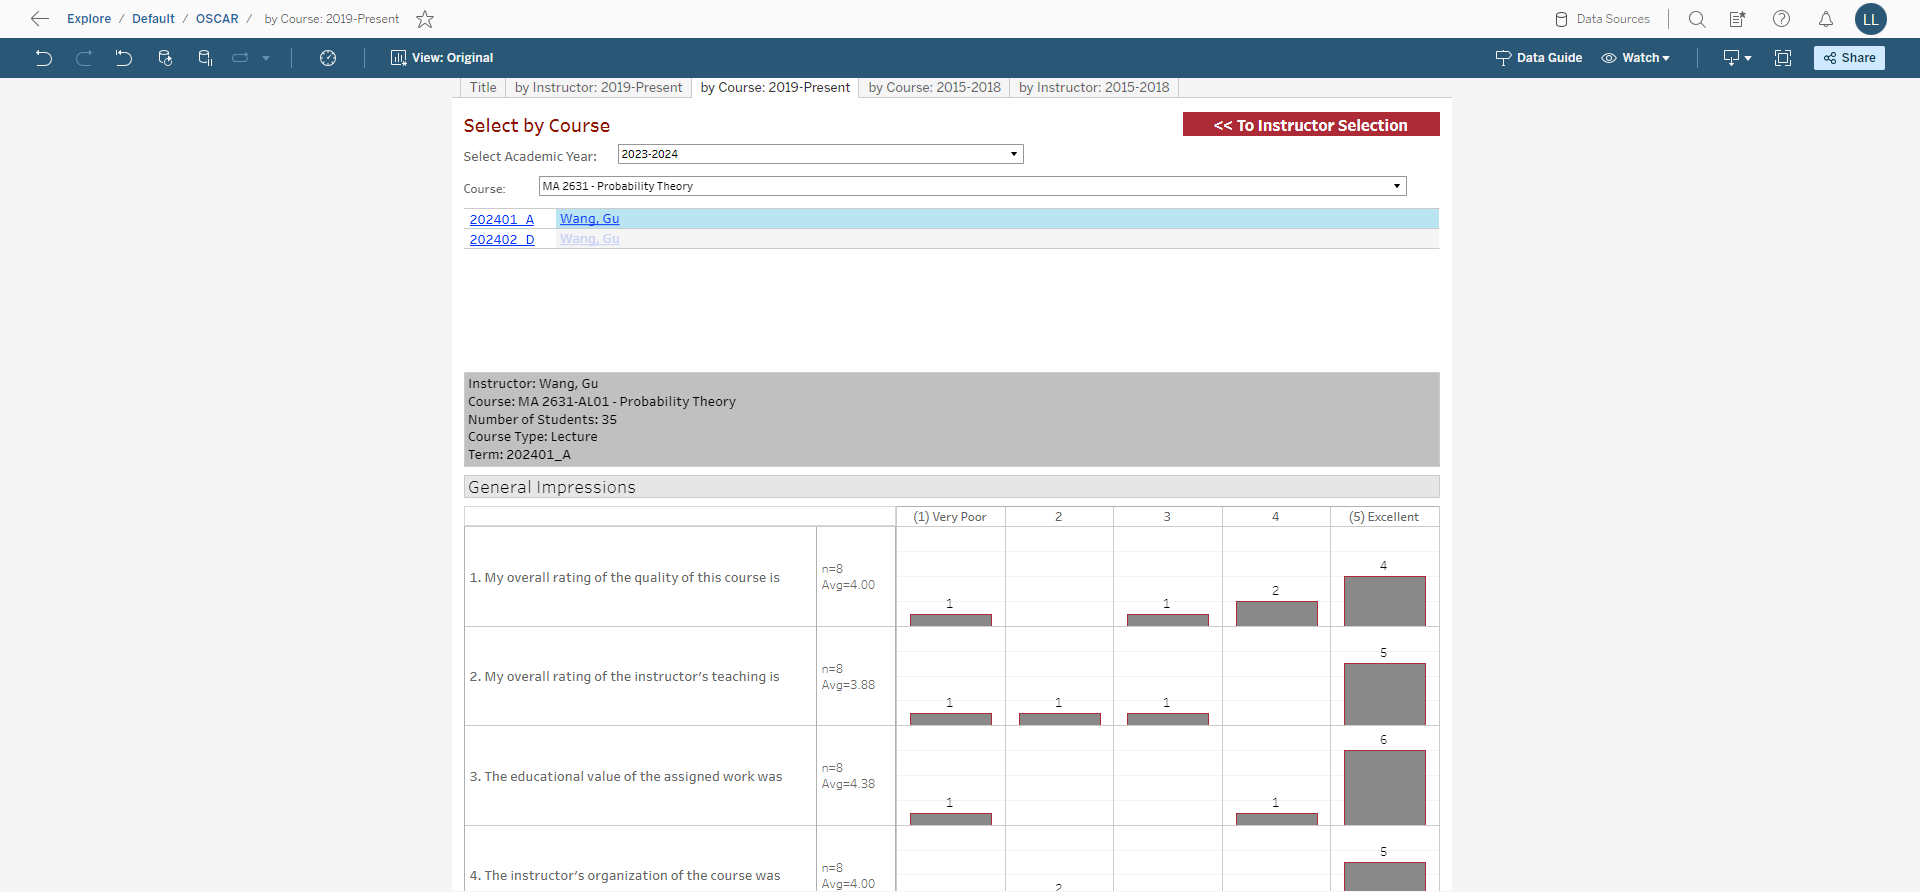 Explore / Default / OSCAR / by Course: 2019-Present
Data Sources
LL
View: Original
Data Guide
Watch
Share
Title
by Instructor: 2019-Present
by Course: 2019-Present
by Course: 2015-2018
by Instructor: 2015-2018
Select by Course
<< To Instructor Selection
Select Academic Year: 2023-2024
Course: MA 2631 - Probability Theory
202401_A Wang, Gu
202402_D Wang, Gu
Instructor: Wang, Gu
Course: MA 2631-AL01 - Probability Theory
Number of Students: 35
Course Type: Lecture
Term: 202401_A
General Impressions
(1) Very Poor 2 3 4 (5) Excellent
1. My overall rating of the quality of this course is
n=8
Avg=4.00
1 1 2 4
2. My overall rating of the instructor's teaching is
n=8
Avg=3.88
1 1 1 5
3. The educational value of the assigned work was
n=8
Avg=4.38
1 1 6
4. The instructor's organization of the course was
n=8
Avg=4.00
2 5